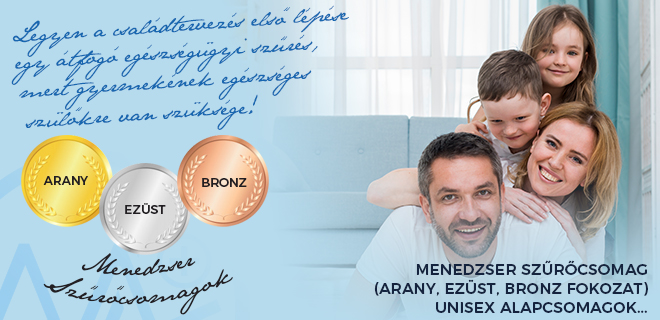 Legyen a családtervezés első lépése
egy átfogó egészségügyi szűrés,
mert gyermekének egészséges
szülőkre van szüksége!
ARANY
EZÜST
BRONZ
Menedzser
Szűrőcsomagok
MENEDZSER SZŰRŐCSOMAG
(ARANY, EZÜST, BRONZ FOKOZAT)
UNISEX ALAPCSOMAGOK...